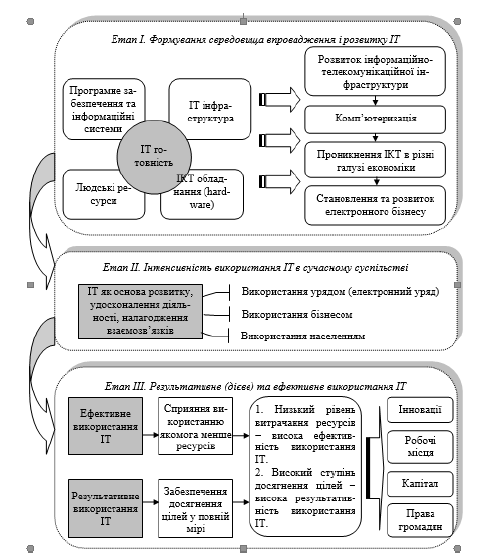 Етап І. Формування середовища впровадження і розвитку ІТ
Програмне за-
безпечення та
інформаційні
системи
ІТ інфра-
структура
ІТ го-
товність
Людські ре-
сурси
ІКТ облад-
нання (hard-
ware)
Розвиток інформаційно-
телекомунікаційної ін-
фраструктури
Комп’ютеризація
Проникнення ІКТ в різні
галузі економіки
Становлення та розвиток
електронного бізнесу
Етап ІІ. Інтенсивність використання ІТ в сучасному суспільстві
ІТ як основа розвитку,
удосконалення діяль-
ності, налагодження
взаємозв’язків
Використання урядом (електронний уряд)
Використання бізнесом
Використання населенням
Етап ІІІ. Результативне (дієве) та ефективне використання ІТ
Ефективне
використання
ІТ
Сприяння ви-
користанню
якомога менше
ресурсів
Результативне
використання
ІТ
Забезпечення
досягнення
цілей у повній
мірі
1. Низький рівень
витрачання ресурсів
– висока ефектив-
ність використання
ІТ.
2. Високий ступінь
досягнення цілей –
висока результатив-
ність використання
ІТ.
Інновації
Робочі
місця
Капітал
Права
громадян